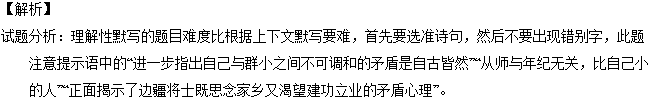 【解析】
试题分析：理解性默写的题目难度比根据上下文默写要难，首先要选准诗句，然后不要出现错别字，此题
注意提示语中的“进一步指出自己与群小之间不可调和的矛盾是自古皆然”“从师与年纪无关，比自己小
的人”“正面揭示了边疆将士既思念家乡又渴望建功立业的矛盾心理”。